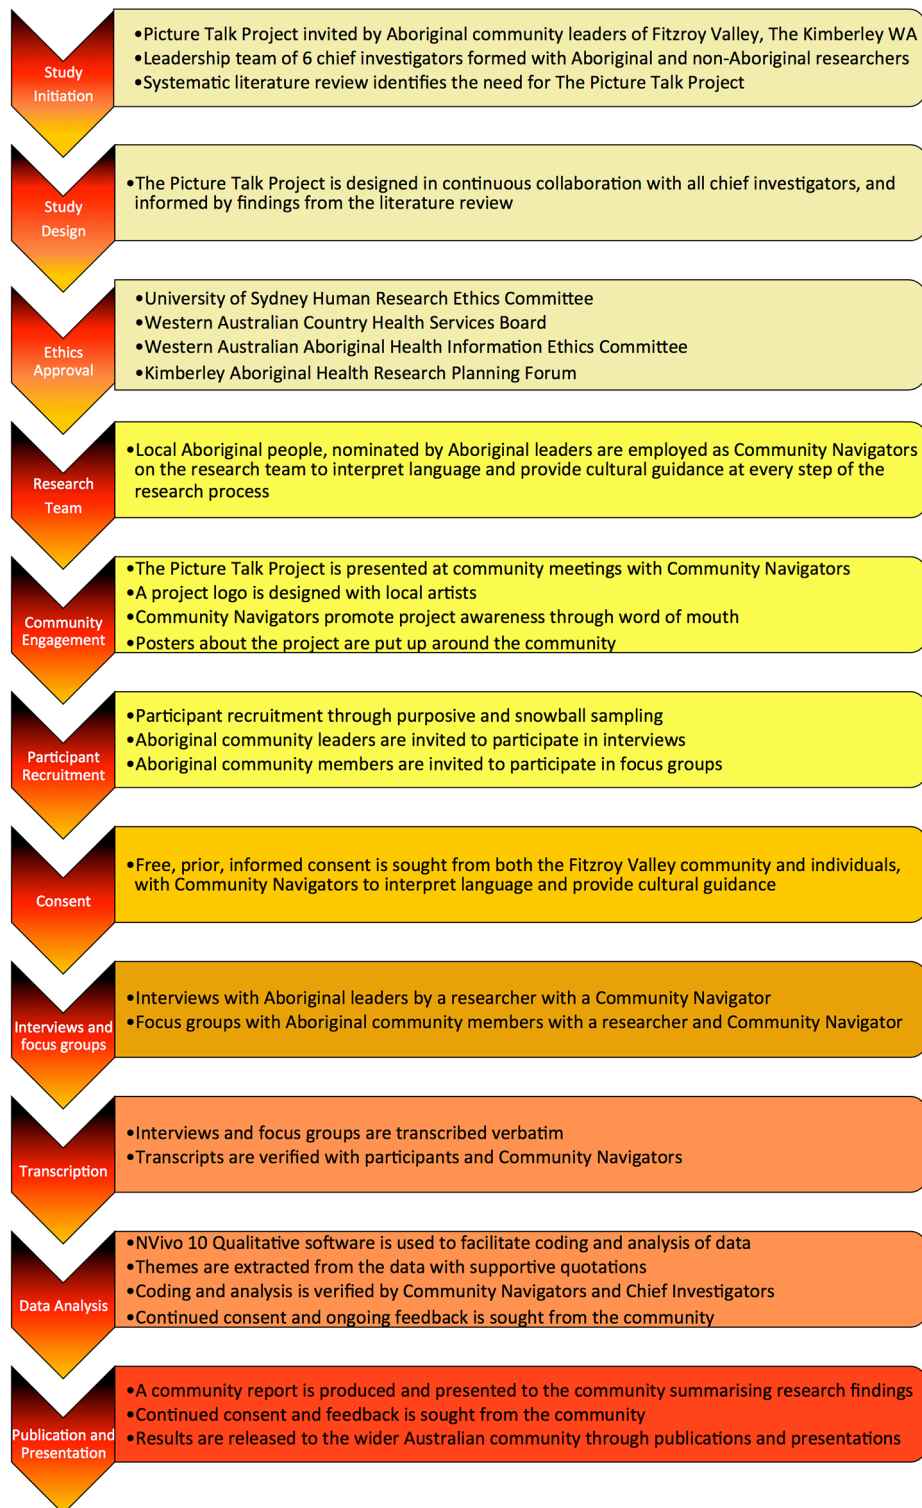 Study
Initiation
•Picture Talk Project invited by Aboriginal community leaders of Fitzroy Valley, The Kimberley WA
•Leadership team of 6 chief investigators formed with Aboriginal and non-Aboriginal researchers
•Systematic literature review identifies the need for The Picture Talk Project
Study
Design
•The Picture Talk Project is designed in continuous collaboration with all chief investigators, and
informed by findings from the literature review
Ethics
Approval
•University of Sydney Human Research Ethics Committee
•Western Australian Country Health Services Board
•Western Australian Aboriginal Health Information Ethics Committee
•Kimberley Aboriginal Health Research Planning Forum
Research
Team
•Local Aboriginal people, nominated by Aboriginal leaders are employed as Community Navigators
on the research team to interpret language and provide cultural guidance at every step of the
research process
Community
Engagement
•The Picture Talk Project is presented at community meetings with Community Navigators
•A project logo is designed with local artists
•Community Navigators promote project awareness through word of mouth
•Posters about the project are put up around the community
Participant
Recruitment
•Participant recruitment through purposive and snowball sampling
•Aboriginal community leaders are invited to participate in interviews
•Aboriginal community members are invited to participate in focus groups
Consent
•Free, prior, informed consent is sought from both the Fitzroy Valley community and individuals,
with Community Navigators to interpret language and provide cultural guidance
Interviews and
focus groups
•Interviews with Aboriginal leaders by a researcher with a Community Navigator
•Focus groups with Aboriginal community members with a researcher and Community Navigator
Transcription
•Interviews and focus groups are transcribed verbatim
•Transcripts are verified with participants and Community Navigators
Data Analysis
•NVivo 10 Qualitative software is used to facilitate coding and analysis of data
•Themes are extracted from the data with supportive quotations
•Coding and analysis is verified by Community Navigators and Chief Investigators
•Continued consent and ongoing feedback is sought from the community
Publication and
Presentation
•A community report is produced and presented to the community summarising research findings
•Continued consent and feedback is sought from the community
•Results are released to the wider Australian community through publications and presentations